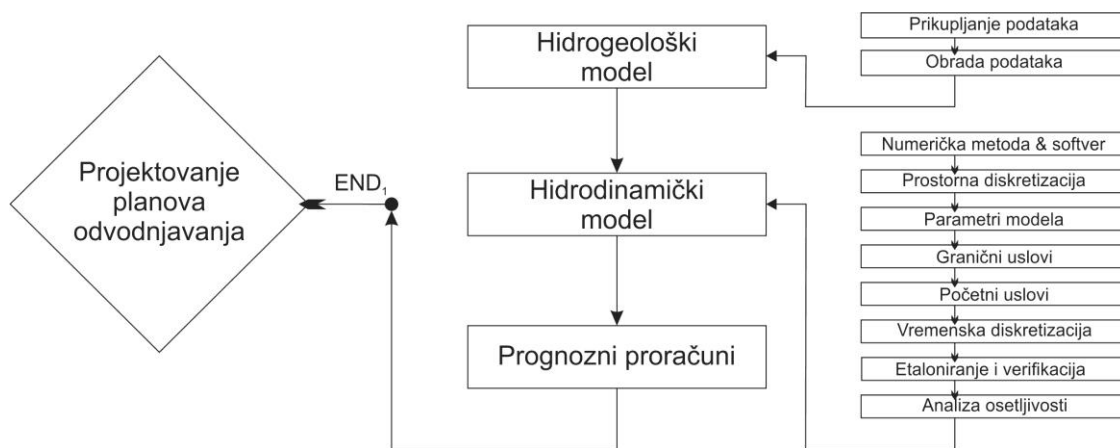 Projektovanje
planova
odvodnjavanja
END₁
Hidrogeološki
model
Hidrodinamički
model
Prognozni proračuni
Prikupljanje podataka
Obrada podataka
Numerička metoda & softver
Prostorna diskretizacija
Parametri modela
Granični uslovi
Početni uslovi
Vremenska diskretizacija
Etaloniranje i verifikacija
Analiza osetljivosti